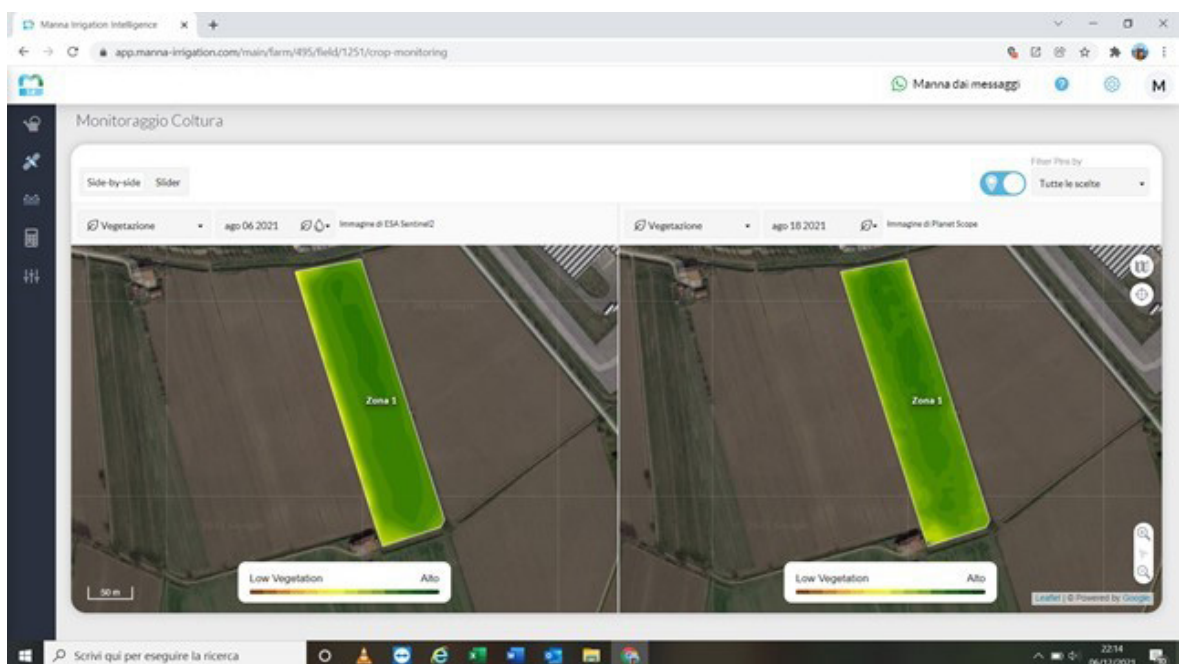 Manna Irrigation Intelligence
app.manna-irrigation.com/main/farm/495/field/1251/crop-monitoring
Manna dai messaggi
M
Monitoraggio Coltura
Filter Pins by
Side-by-side Slider
Tutte le scelte
Vegetazione ago 06 2021 Immagine di ESA Sentinel2
Vegetazione ago 18 2021 Immagine di Planet Scope
Zona 1
Zona 1
Low Vegetation Alto
Low Vegetation Alto
50 m
Leaflet | © Powered by Google
Scrivi qui per eseguire la ricerca
22:14
06/12/2021